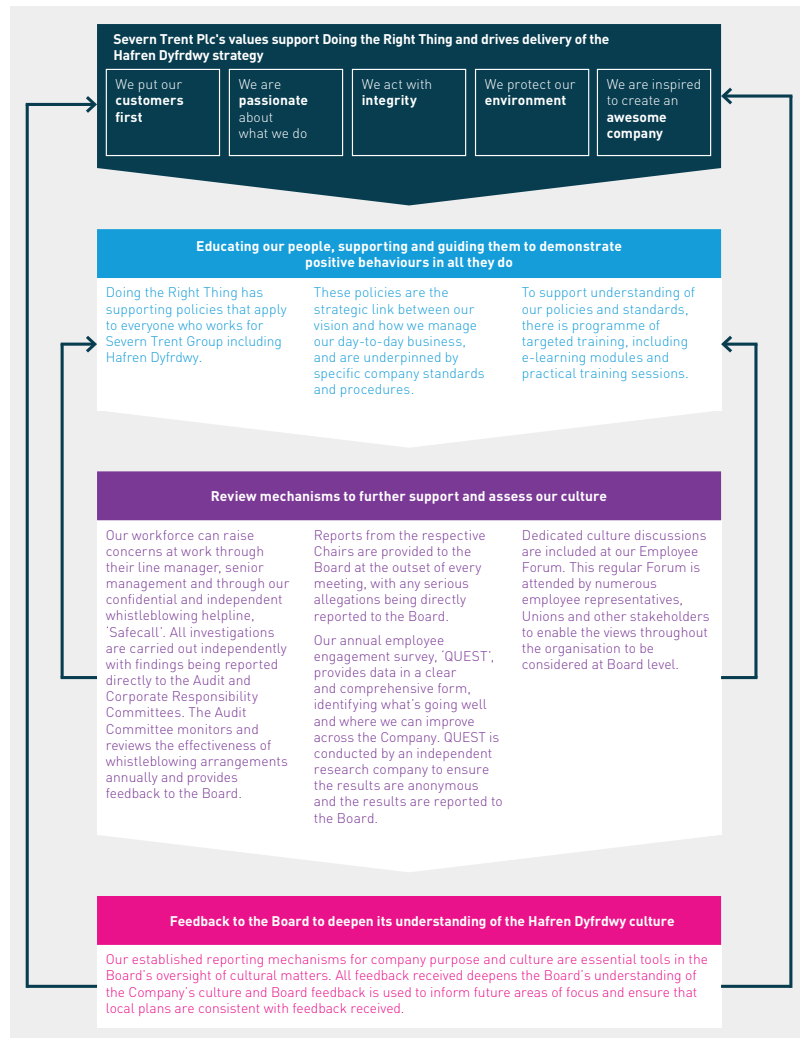 Severn Trent Plc's values support Doing the Right Thing and drives delivery of the
Hafren Dyfrdwy strategy
We put our
customers
first
We are
passionate
about
what we do
We act with
integrity
We protect our
environment
We are inspired
to create an
awesome
company
Educating our people, supporting and guiding them to demonstrate
positive behaviours in all they do
Doing the Right Thing has
supporting policies that apply
to everyone who works for
Severn Trent Group including
Hafren Dyfrdwy.
These policies are the
strategic link between our
vision and how we manage
our day-to-day business,
and are underpinned by
specific company standards
and procedures.
To support understanding of
our policies and standards,
there is programme of
targeted training, including
e-learning modules and
practical training sessions.
Review mechanisms to further support and assess our culture
Our workforce can raise
concerns at work through
their line manager, senior
management and through our
confidential and independent
whistleblowing helpline,
‘Safecall’. All investigations
are carried out independently
with findings being reported
directly to the Audit and
Corporate Responsibility
Committees. The Audit
Committee monitors and
reviews the effectiveness of
whistleblowing arrangements
annually and provides
feedback to the Board.
Reports from the respective
Chairs are provided to the
Board at the outset of every
meeting, with any serious
allegations being directly
reported to the Board.
Our annual employee
engagement survey, ‘QUEST’,
provides data in a clear
and comprehensive form,
identifying what’s going well
and where we can improve
across the Company. QUEST is
conducted by an independent
research company to ensure
the results are anonymous
and the results are reported to
the Board.
Dedicated culture discussions
are included at our Employee
Forum. This regular Forum is
attended by numerous
employee representatives,
Unions and other stakeholders
to enable the views throughout
the organisation to be
considered at Board level.
Feedback to the Board to deepen its understanding of the Hafren Dyfrdwy culture
Our established reporting mechanisms for company purpose and culture are essential tools in the
Board’s oversight of cultural matters. All feedback received deepens the Board’s understanding of
the Company’s culture and Board feedback is used to inform future areas of focus and ensure that
local plans are consistent with feedback received.